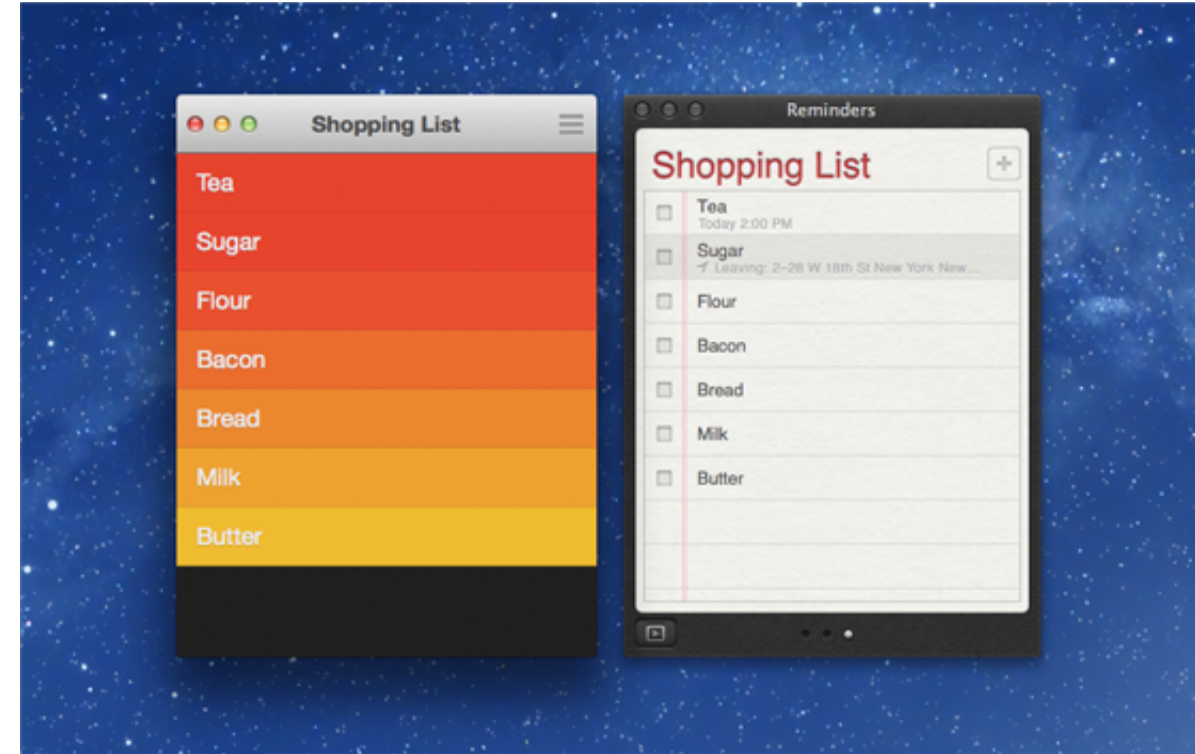 Shopping List
Tea
Sugar
Flour
Bacon
Bread
Milk
Butter
Reminders
Shopping List
Tea
Today 2:00 PM
Sugar
Leaving: 2–28 W 18th St New York New...
Flour
Bacon
Bread
Milk
Butter